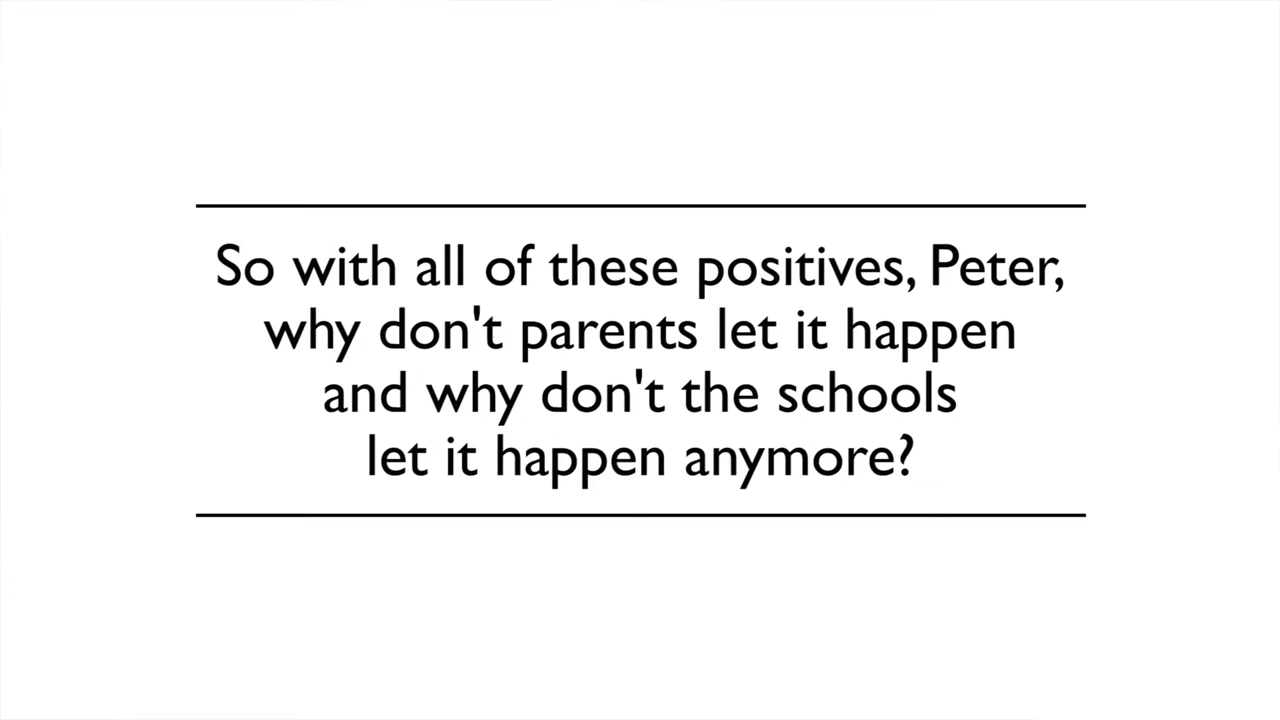 So with all of these positives, Peter,
why don't parents let it happen
and why don't the schools
let it happen anymore?